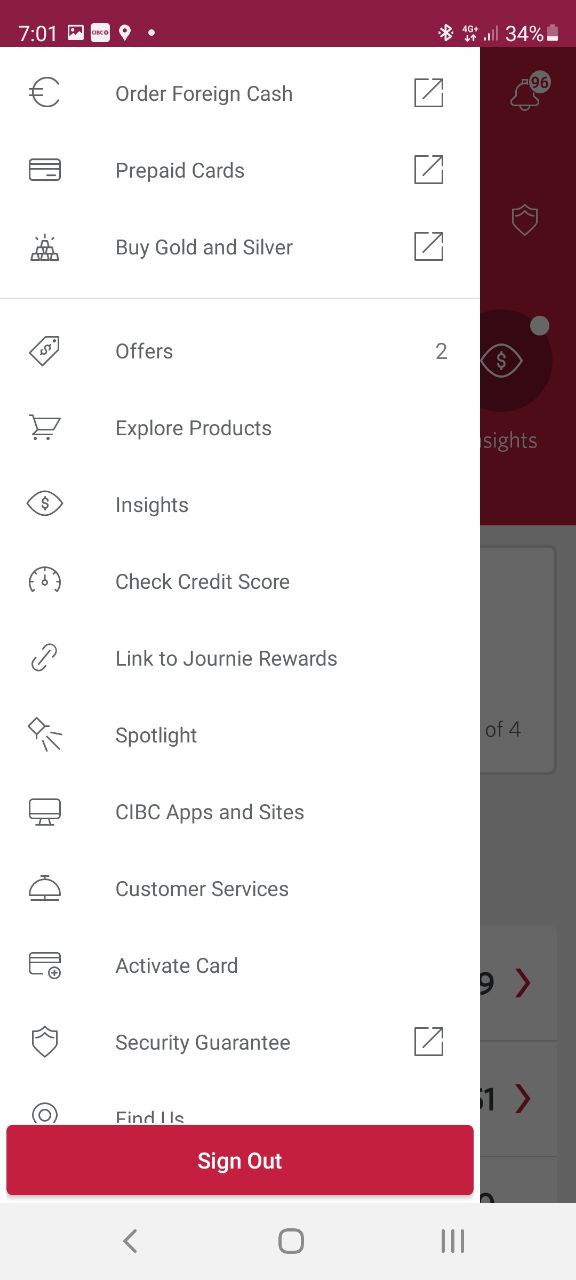 7:01 CIBC 4G+ 34%
96
Order Foreign Cash
Prepaid Cards
Buy Gold and Silver
Offers 2
Explore Products
Insights
sights
Check Credit Score
Link to Journie Rewards
Spotlight
of 4
CIBC Apps and Sites
Customer Services
Activate Card
9
Security Guarantee
51
Find Us
Sign Out